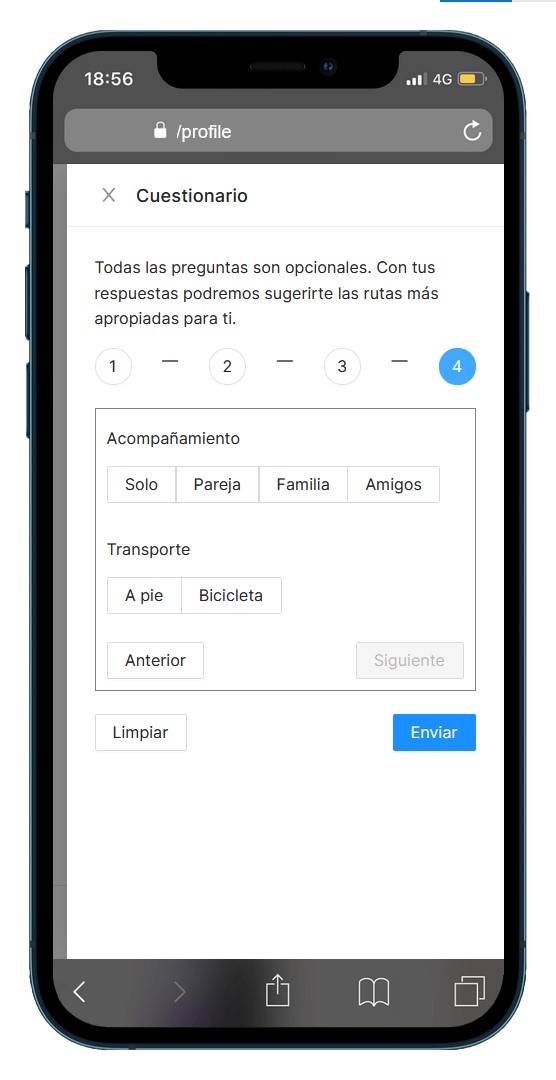 18:56 4G
/profile
Cuestionario
Todas las preguntas son opcionales. Con tus
respuestas podremos sugerirte las rutas más
apropiadas para ti.
1 — 2 — 3 — 4
Acompañamiento
Solo Pareja Familia Amigos
Transporte
A pie Bicicleta
Anterior Siguiente
Limpiar Enviar